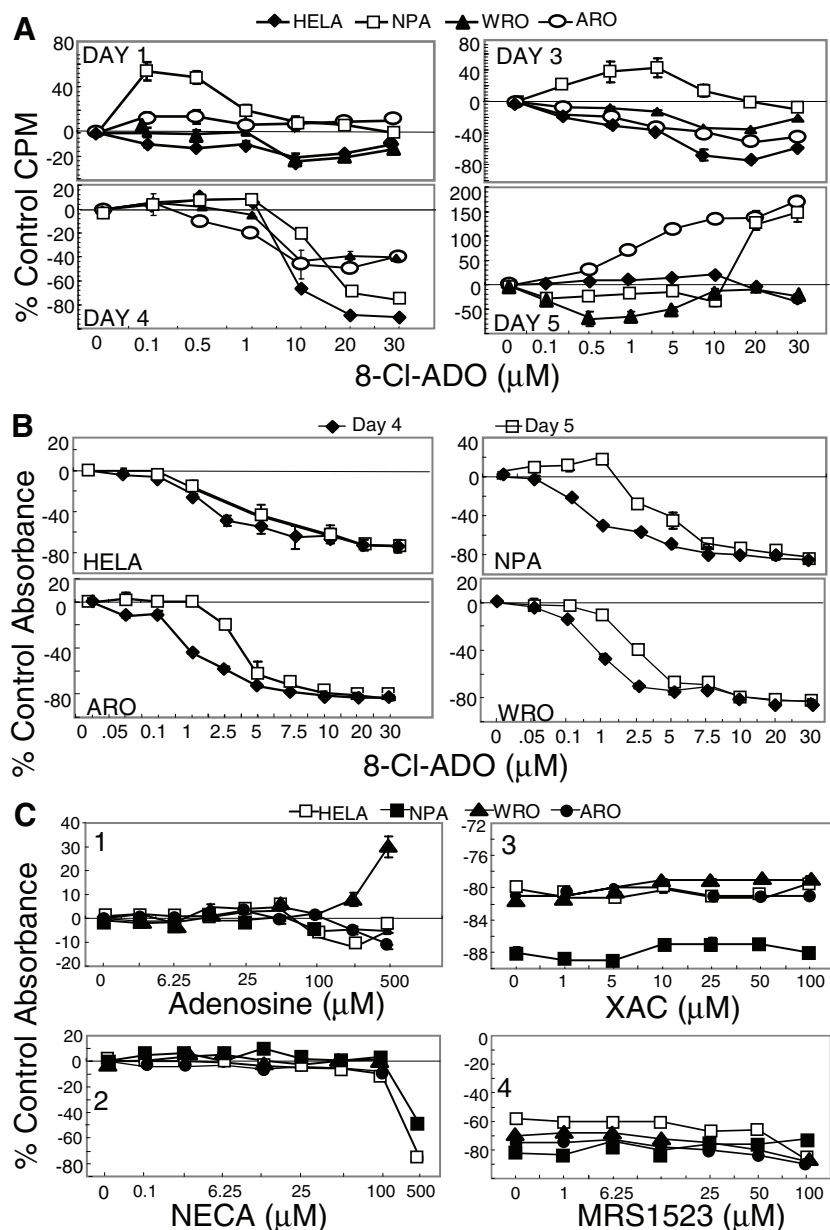 A
HELA NPA WRO ARO
DAY 1
80
40
0
-20
DAY 3
80
40
0
-40
-80
% Control CPM
20
0
-20
-40
-60
-80
DAY 4
200
150
100
50
0
-50
DAY 5
0 0.1 0.5 1 10 20 30
0 0.1 0.5 1 5 10 20 30
8-Cl-ADO (μM)
B
Day 4 Day 5
% Control Absorbance
20
0
-40
-80
HELA
40
20
0
-40
-80
NPA
20
0
-40
-80
ARO
20
0
-40
-80
WRO
0 .05 0.1 1 2.5 5 7.5 10 20 30
0 .05 0.1 1 2.5 5 7.5 10 20 30
8-Cl-ADO (μM)
C
HELA NPA WRO ARO
% Control Absorbance
1
40
30
20
10
0
-10
20
0 6.25 25 100 500
Adenosine (μM)
3
-72
-76
-80
-84
-88
0 1 5 10 25 50 100
XAC (μM)
2
20
0
-20
-40
-60
-80
0 0.1 6.25 25 100 500
NECA (μM)
4
0
-20
-40
-60
-80
0 1 6.25 25 50 100
MRS1523 (μM)